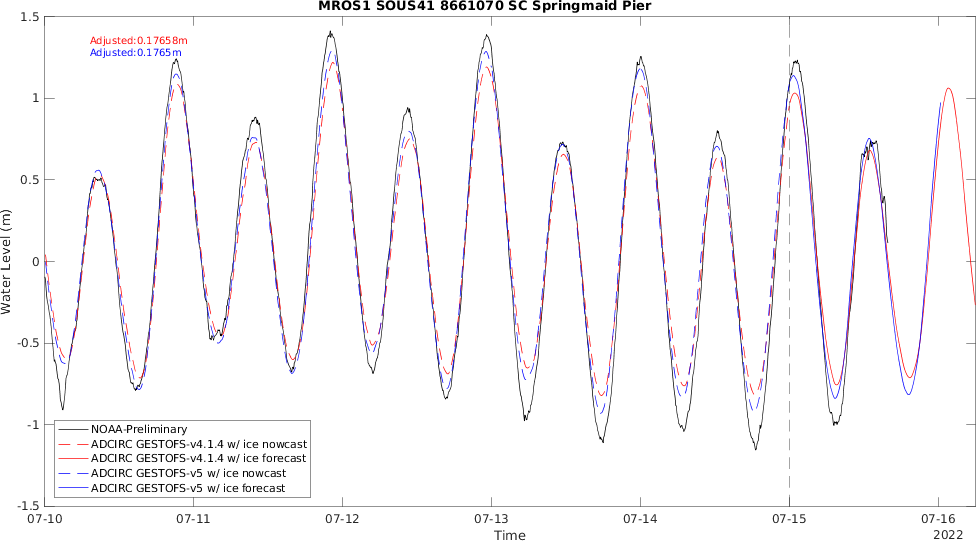 MROS1 SOUS41 8661070 SC Springmaid Pier
Adjusted:0.17658m
Adjusted:0.1765m
Water Level (m)
1.5
1
0.5
0
-0.5
-1
-1.5
NOAA-Preliminary
ADCIRC GESTOFS-v4.1.4 w/ ice nowcast
ADCIRC GESTOFS-v4.1.4 w/ ice forecast
ADCIRC GESTOFS-v5 w/ ice nowcast
ADCIRC GESTOFS-v5 w/ ice forecast
07-10 07-11 07-12 07-13 07-14 07-15 07-16
Time
2022